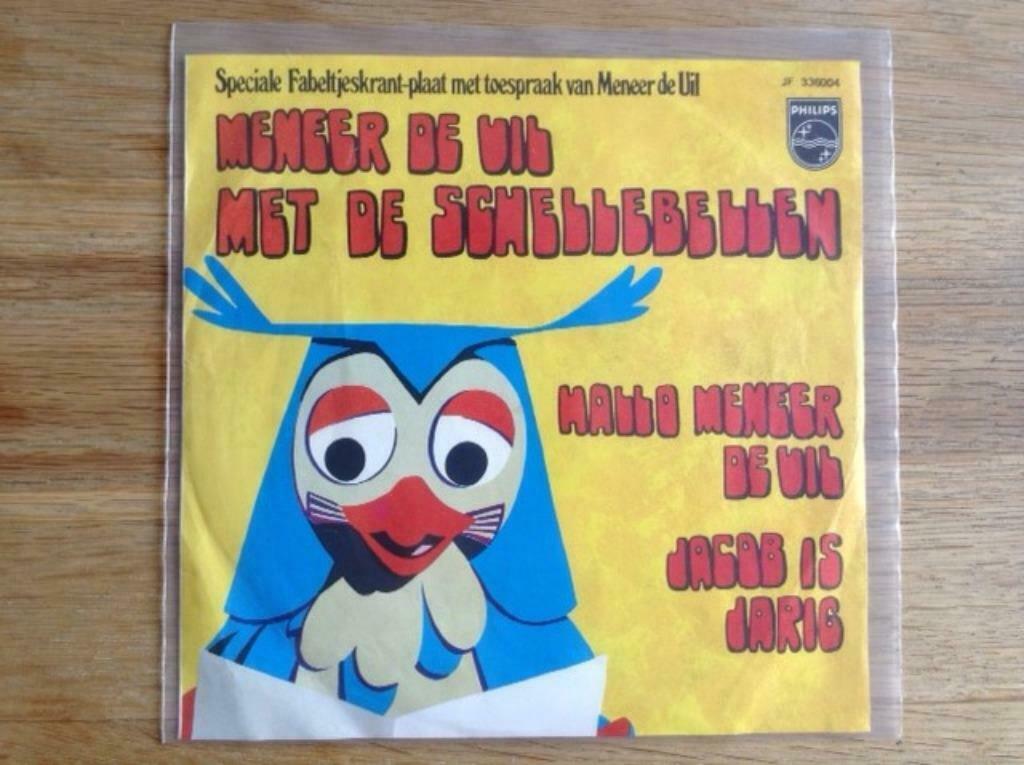 Speciale Fabeltjeskrant-plaat met toespraak van Meneer de Uil
JF 336004
PHILIPS
MENEER DE UIL
MET DE SCHELLEBELLEN
HALLO MENEER
DE UIL
JACOB IS
JARIG